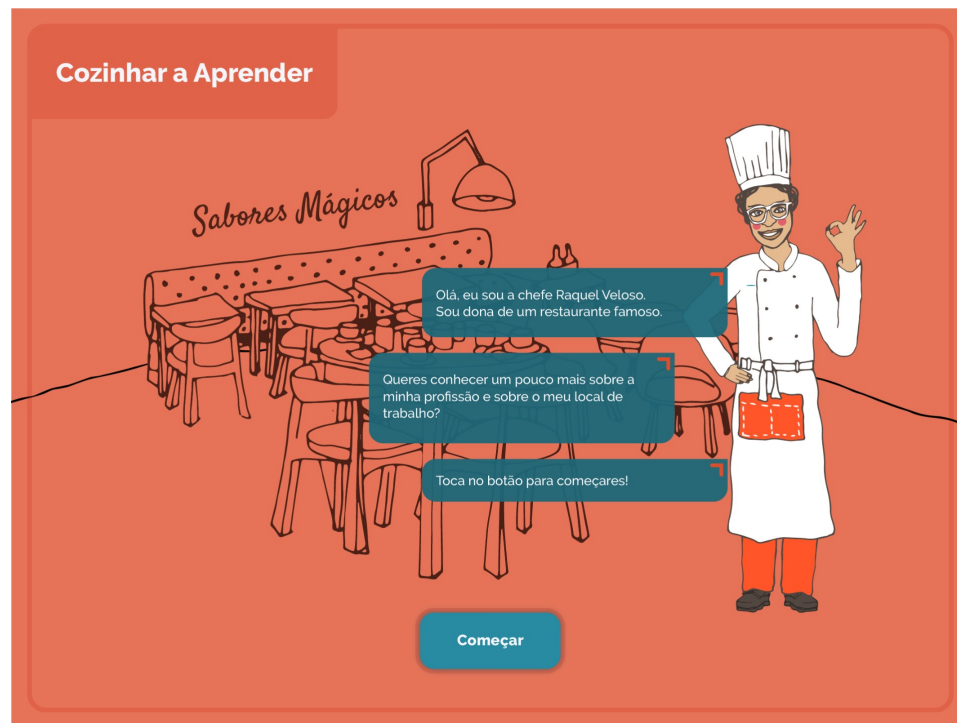 Cozinhar a Aprender
Sabores Mágicos
Olá, eu sou a chefe Raquel Veloso.
Sou dona de um restaurante famoso.
Queres conhecer um pouco mais sobre a
minha profissão e sobre o meu local de
trabalho?
Toca no botão para começares!
Começar